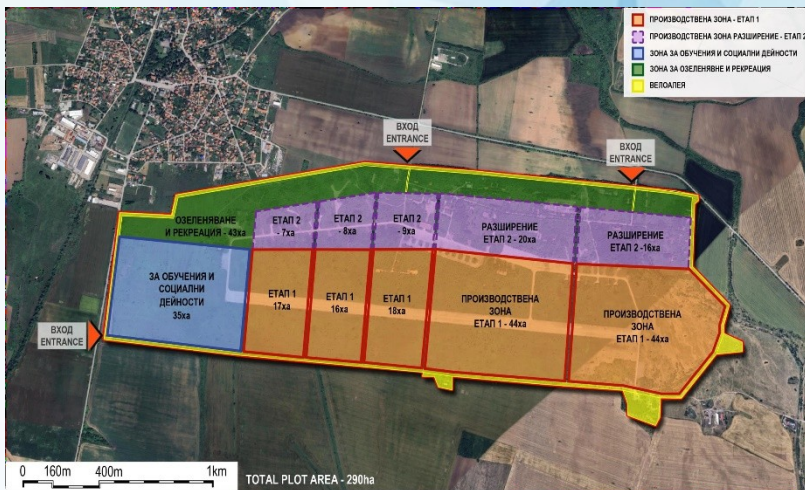 ПРОИЗВОДСТВЕНА ЗОНА - ЕТАП 1
ПРОИЗВОДСТВЕНА ЗОНА РАЗШИРЕНИЕ - ЕТАП 2
ЗОНА ЗА ОБУЧЕНИЯ И СОЦИАЛНИ ДЕЙНОСТИ
ЗОНА ЗА ОЗЕЛЕНЯВНЕ И РЕКРЕАЦИЯ
ВЕЛОАЛЕЯ
ВХОД
ENTRANCE
ВХОД
ENTRANCE
ОЗЕЛЕНЯВАНЕ
И РЕКРЕАЦИЯ - 43ха
ЕТАП 2
- 7ха
ЕТАП 2
- 8ха
ЕТАП 2
- 9ха
РАЗШИРЕНИЕ
ЕТАП 2 - 20ха
РАЗШИРЕНИЕ
ЕТАП 2 -16ха
ЗА ОБУЧЕНИЯ И
СОЦИАЛНИ
ДЕЙНОСТИ
35ха
ЕТАП 1
17ха
ЕТАП 1
16ха
ЕТАП 1
18ха
ПРОИЗВОДСТВЕНА
ЗОНА
ЕТАП 1 - 44ха
ПРОИЗВОДСТВЕНА
ЗОНА
ЕТАП 1 - 44ха
ВХОД
ENTRANCE
0 160m 400m 1km
TOTAL PLOT AREA - 290ha